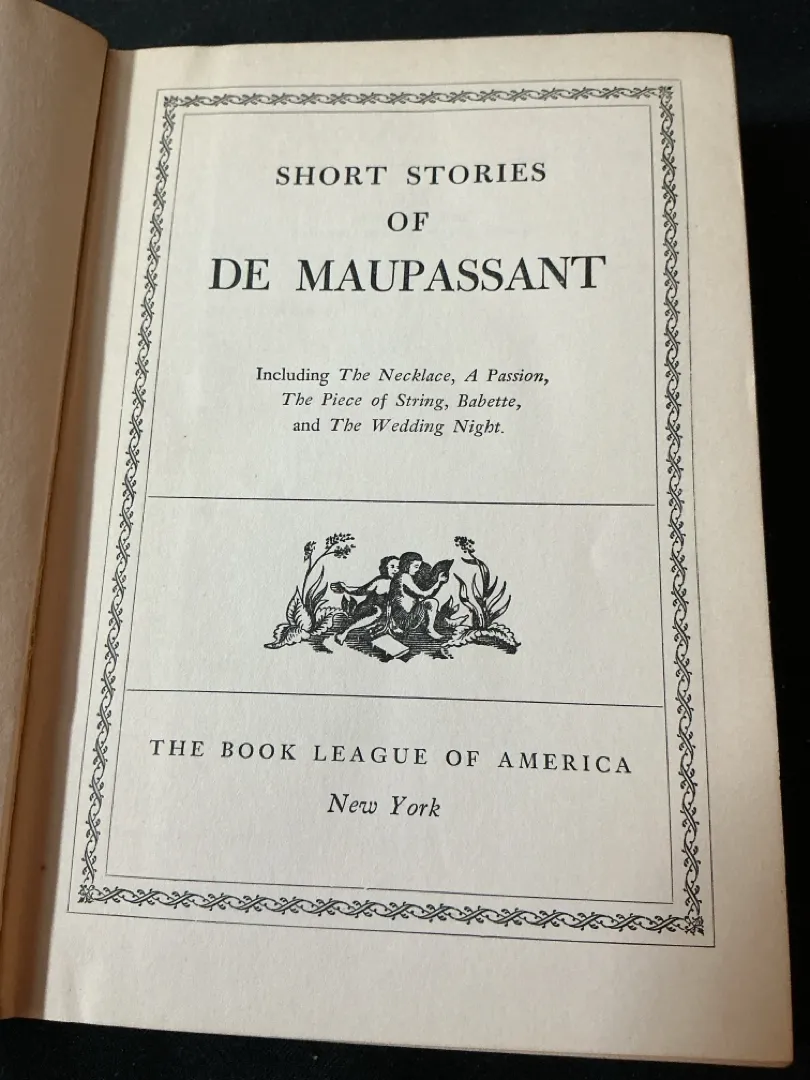 SHORT STORIES
OF
DE MAUPASSANT
Including The Necklace, A Passion,
The Piece of String, Babette,
and The Wedding Night.
THE BOOK LEAGUE OF AMERICA
New York